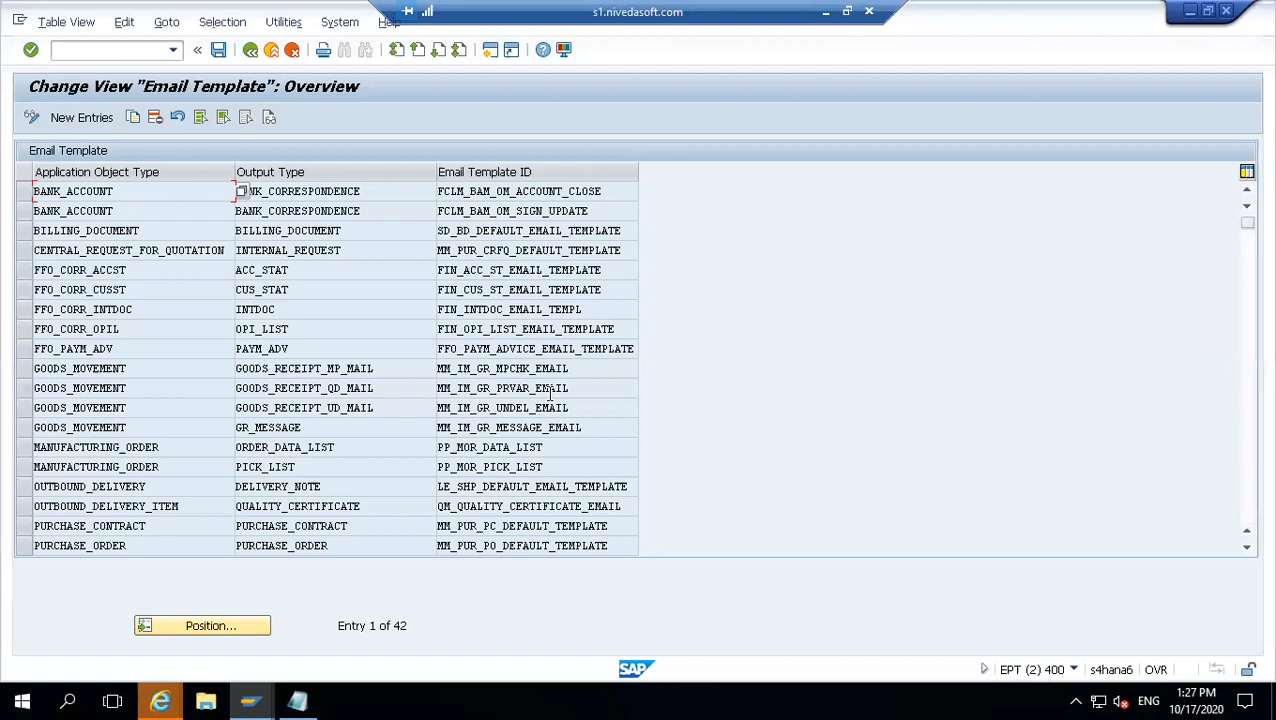 s1.nivedasoft.com
Table View Edit Goto Selection Utilities System Help
Change View "Email Template": Overview
New Entries
Email Template
Application Object Type Output Type Email Template ID
BANK_ACCOUNT NK_CORRESPONDENCE FCLM_BAM_OM_ACCOUNT_CLOSE
BANK_ACCOUNT BANK_CORRESPONDENCE FCLM_BAM_OM_SIGN_UPDATE
BILLING_DOCUMENT BILLING_DOCUMENT SD_BD_DEFAULT_EMAIL_TEMPLATE
CENTRAL_REQUEST_FOR_QUOTATION INTERNAL_REQUEST MM_PUR_CRFQ_DEFAULT_TEMPLATE
FFO_CORR_ACCST ACC_STAT FIN_ACC_ST_EMAIL_TEMPLATE
FFO_CORR_CUSST CUS_STAT FIN_CUS_ST_EMAIL_TEMPLATE
FFO_CORR_INTDOC INTDOC FIN_INTDOC_EMAIL_TEMPL
FFO_CORR_OPIL OPI_LIST FIN_OPI_LIST_EMAIL_TEMPLATE
FFO_PAYM_ADV PAYM_ADV FFO_PAYM_ADVICE_EMAIL_TEMPLATE
GOODS_MOVEMENT GOODS_RECEIPT_MP_MAIL MM_IM_GR_MPCHK_EMAIL
GOODS_MOVEMENT GOODS_RECEIPT_QD_MAIL MM_IM_GR_PRVAR_EMAIL
GOODS_MOVEMENT GOODS_RECEIPT_UD_MAIL MM_IM_GR_UNDEL_EMAIL
GOODS_MOVEMENT GR_MESSAGE MM_IM_GR_MESSAGE_EMAIL
MANUFACTURING_ORDER ORDER_DATA_LIST PP_MOR_DATA_LIST
MANUFACTURING_ORDER PICK_LIST PP_MOR_PICK_LIST
OUTBOUND_DELIVERY DELIVERY_NOTE LE_SHP_DEFAULT_EMAIL_TEMPLATE
OUTBOUND_DELIVERY_ITEM QUALITY_CERTIFICATE QM_QUALITY_CERTIFICATE_EMAIL
PURCHASE_CONTRACT PURCHASE_CONTRACT MM_PUR_PC_DEFAULT_TEMPLATE
PURCHASE_ORDER PURCHASE_ORDER MM_PUR_PO_DEFAULT_TEMPLATE
Position... Entry 1 of 42
SAP EPT (2) 400 s4hana6 OVR
ENG 1:27 PM
10/17/2020